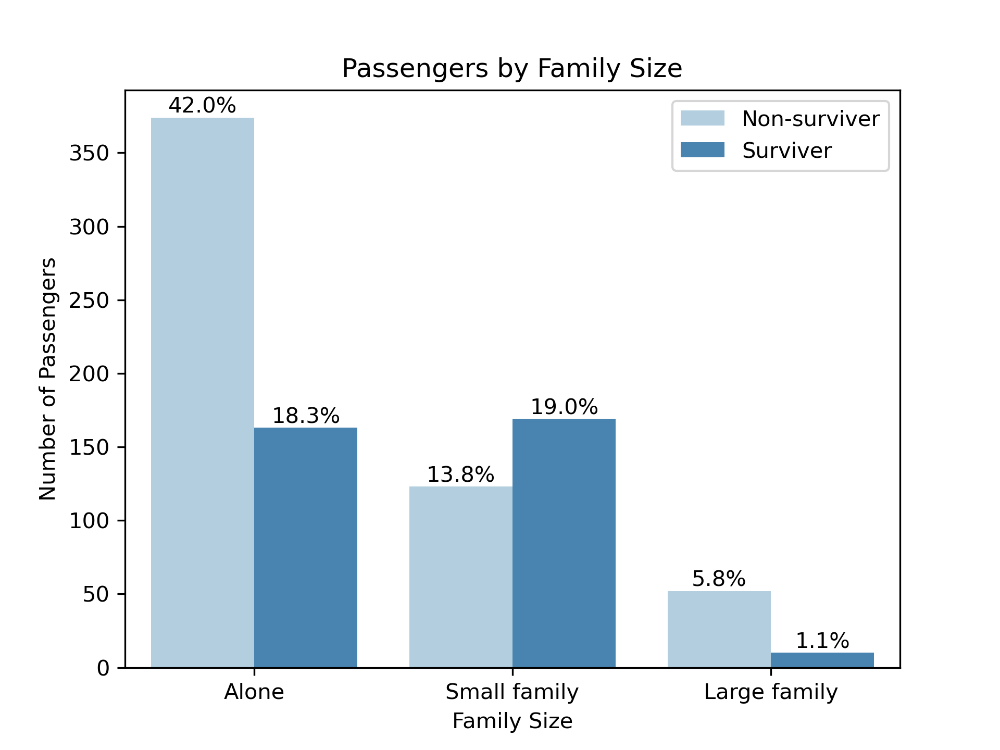 Passengers by Family Size
Non-surviver
Surviver
42.0%
18.3%
13.8%
19.0%
5.8%
1.1%
350
300
250
200
150
100
50
0
Number of Passengers
Alone
Small family
Large family
Family Size